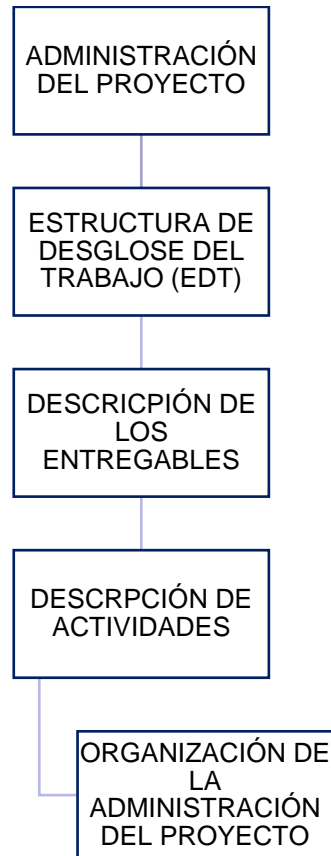 ADMINISTRACIÓN
DEL PROYECTO
ESTRUCTURA DE
DESGLOSE DEL
TRABAJO (EDT)
DESCRICPIÓN DE
LOS
ENTREGABLES
DESCRPCIÓN DE
ACTIVIDADES
ORGANIZACIÓN DE
LA
ADMINISTRACIÓN
DEL PROYECTO